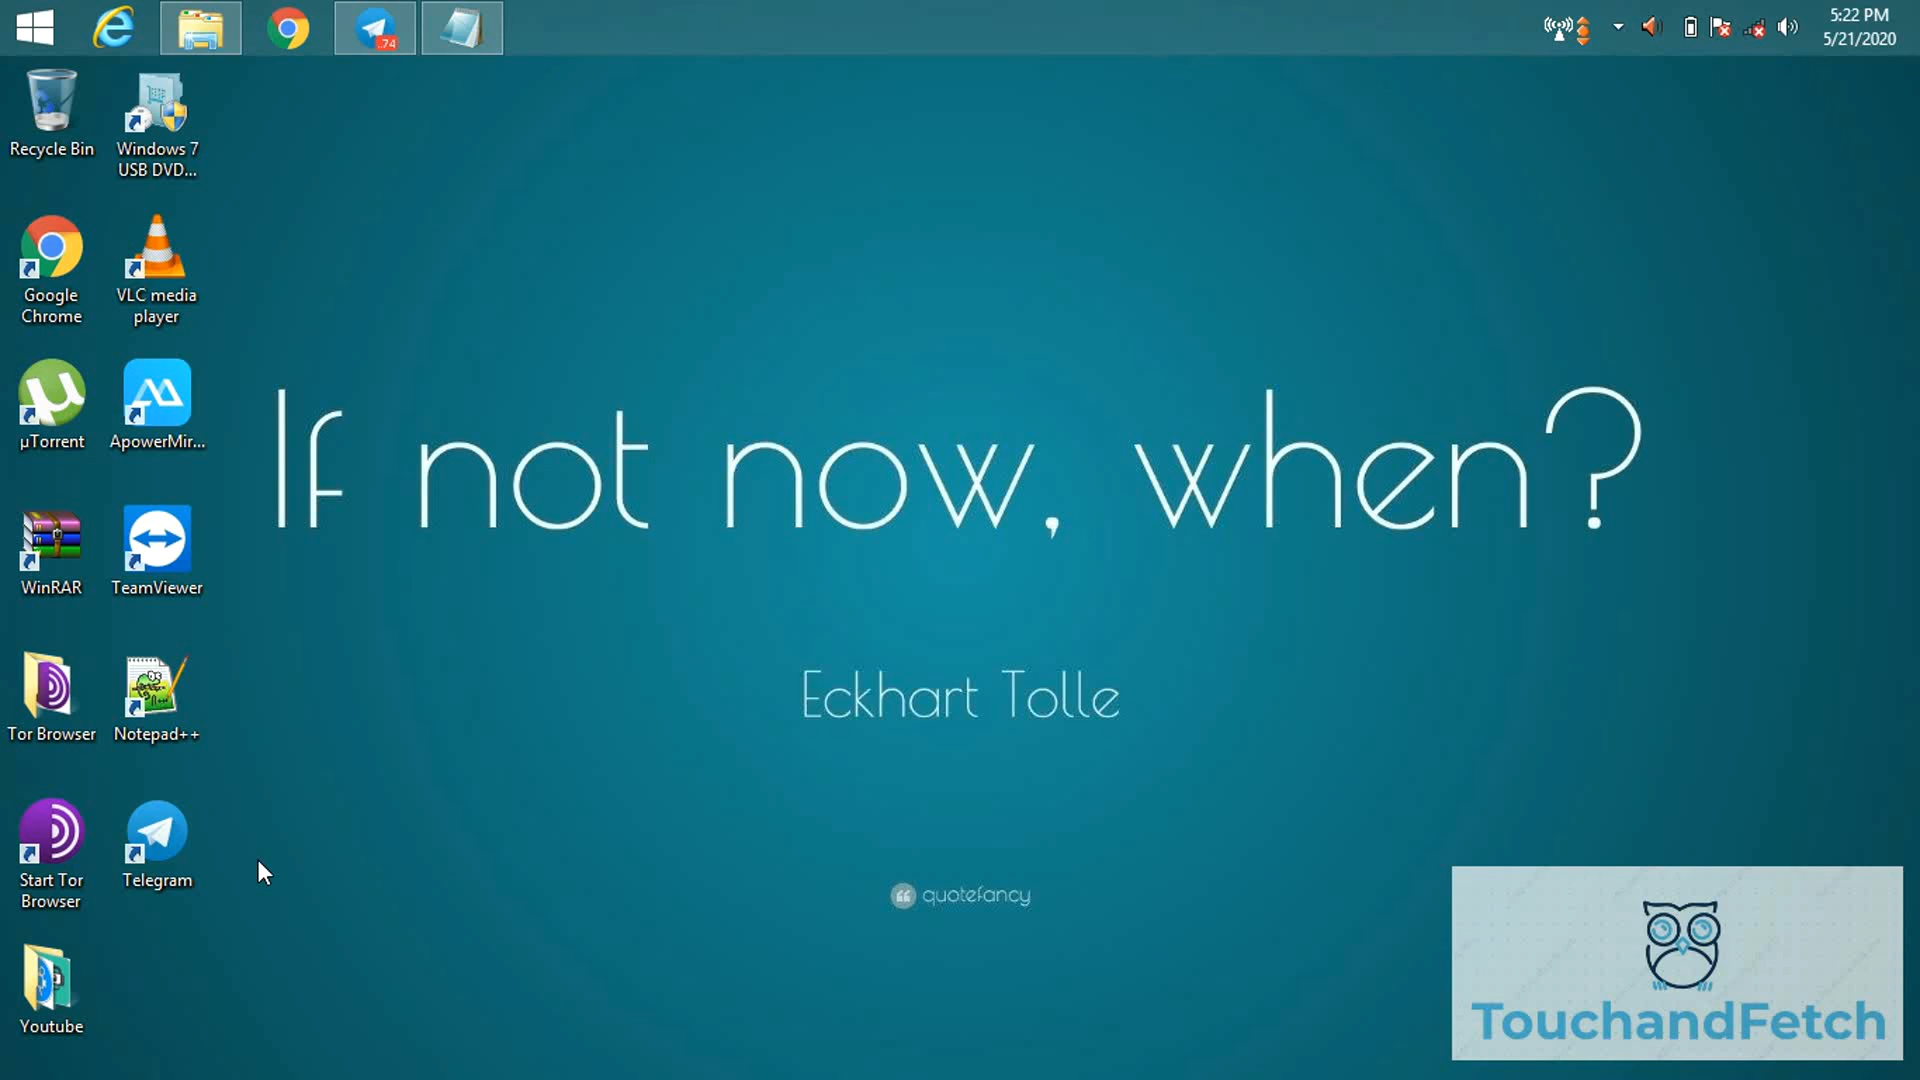 5:22 PM
5/21/2020
74
Recycle Bin
Windows 7
USB DVD...
Google
Chrome
VLC media
player
µTorrent
ApowerMir...
WinRAR
TeamViewer
Tor Browser
Notepad++
Start Tor
Browser
Telegram
Youtube
If not now, when?
Eckhart Tolle
quotefancy
TouchandFetch